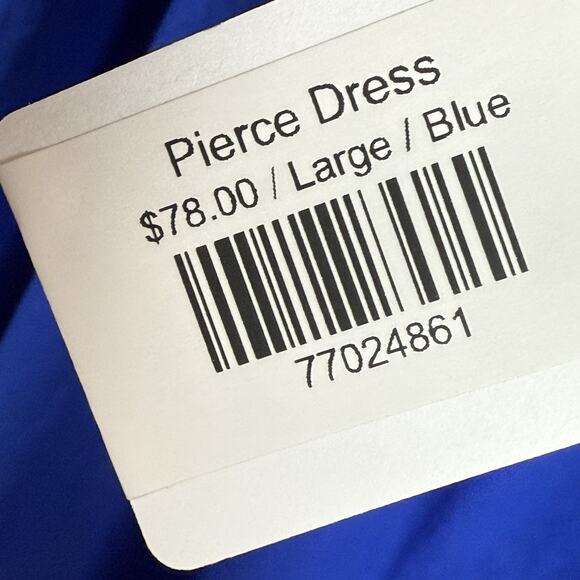 Pierce Dress
$78.00 / Large / Blue
77024861